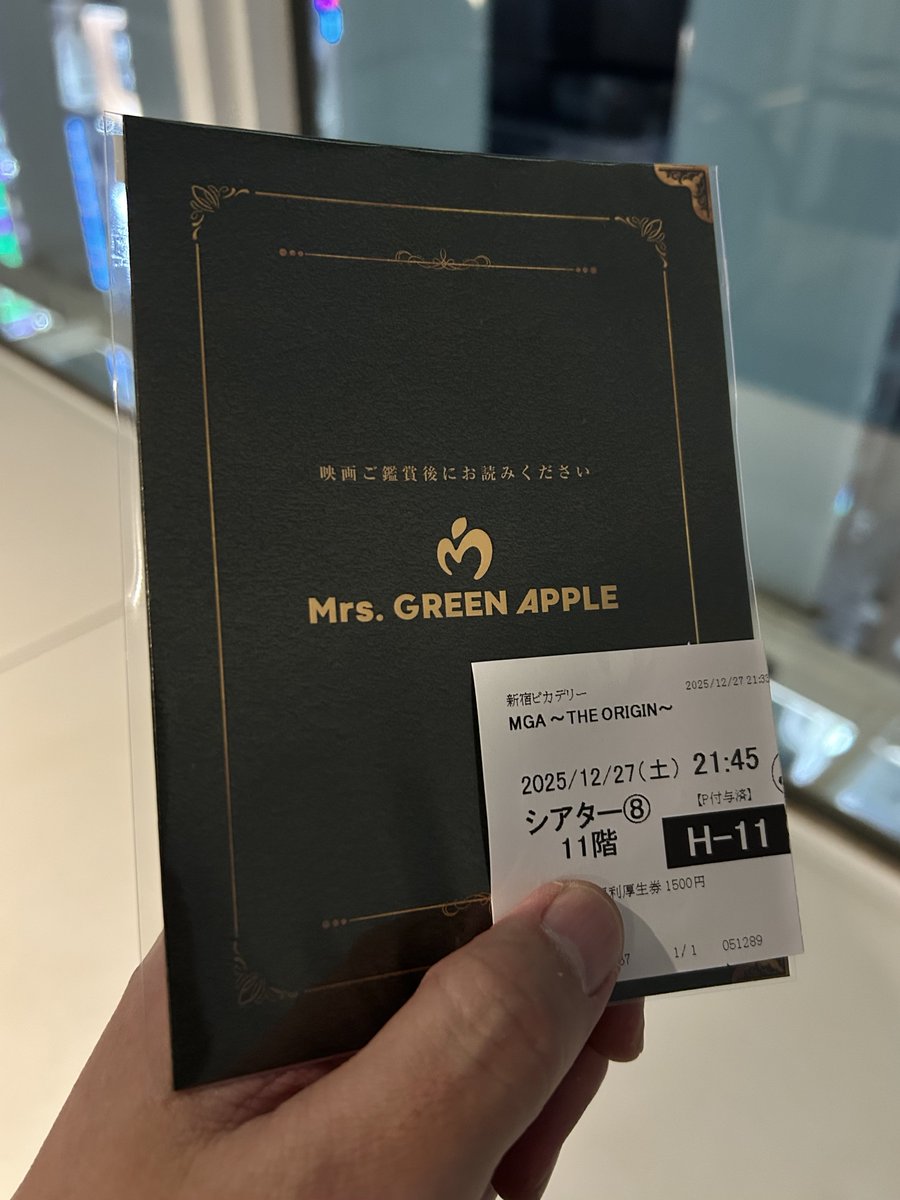 映画ご鑑賞後にお読みください
Mrs. GREEN APPLE
新宿ピカデリー
2025/12/27 21:33
MGA ～THE ORIGIN～
2025/12/27(土) 21:45
シアター⑧
【P付与済】
11階
H-11
利厚生券 1500円
1/1
051289